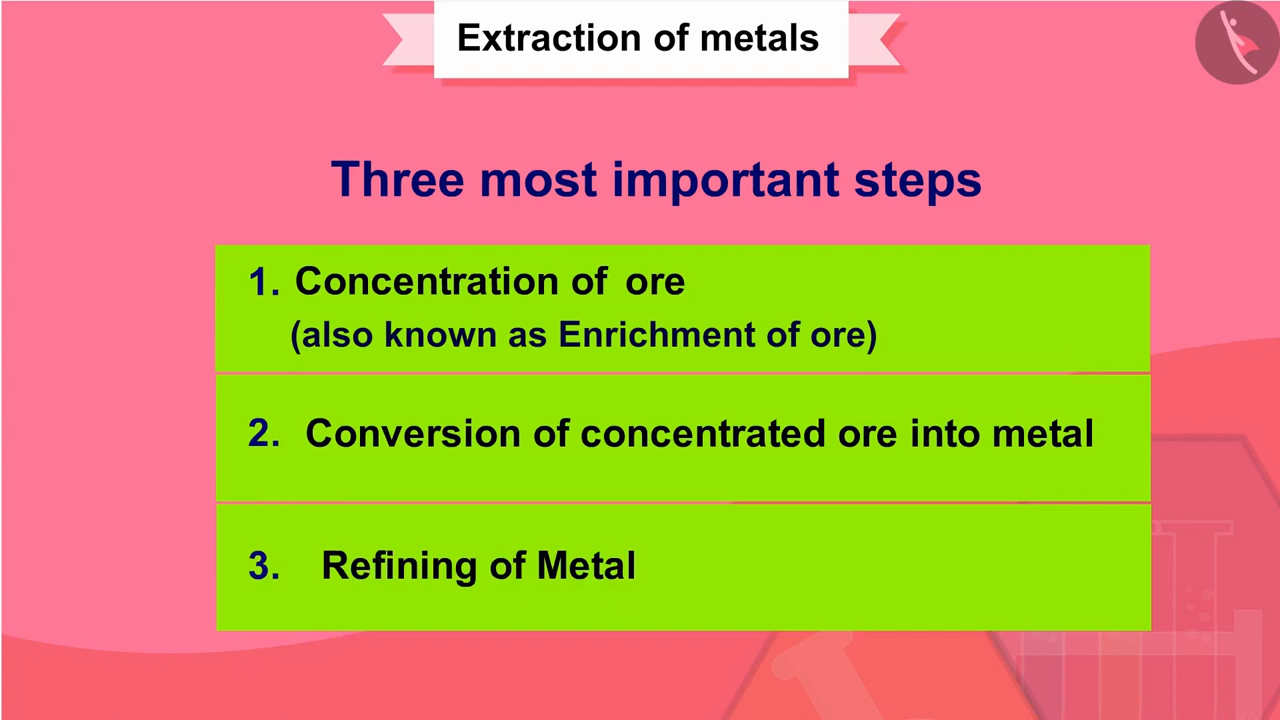 Extraction of metals
Three most important steps
1. Concentration of ore
(also known as Enrichment of ore)
2. Conversion of concentrated ore into metal
3. Refining of Metal